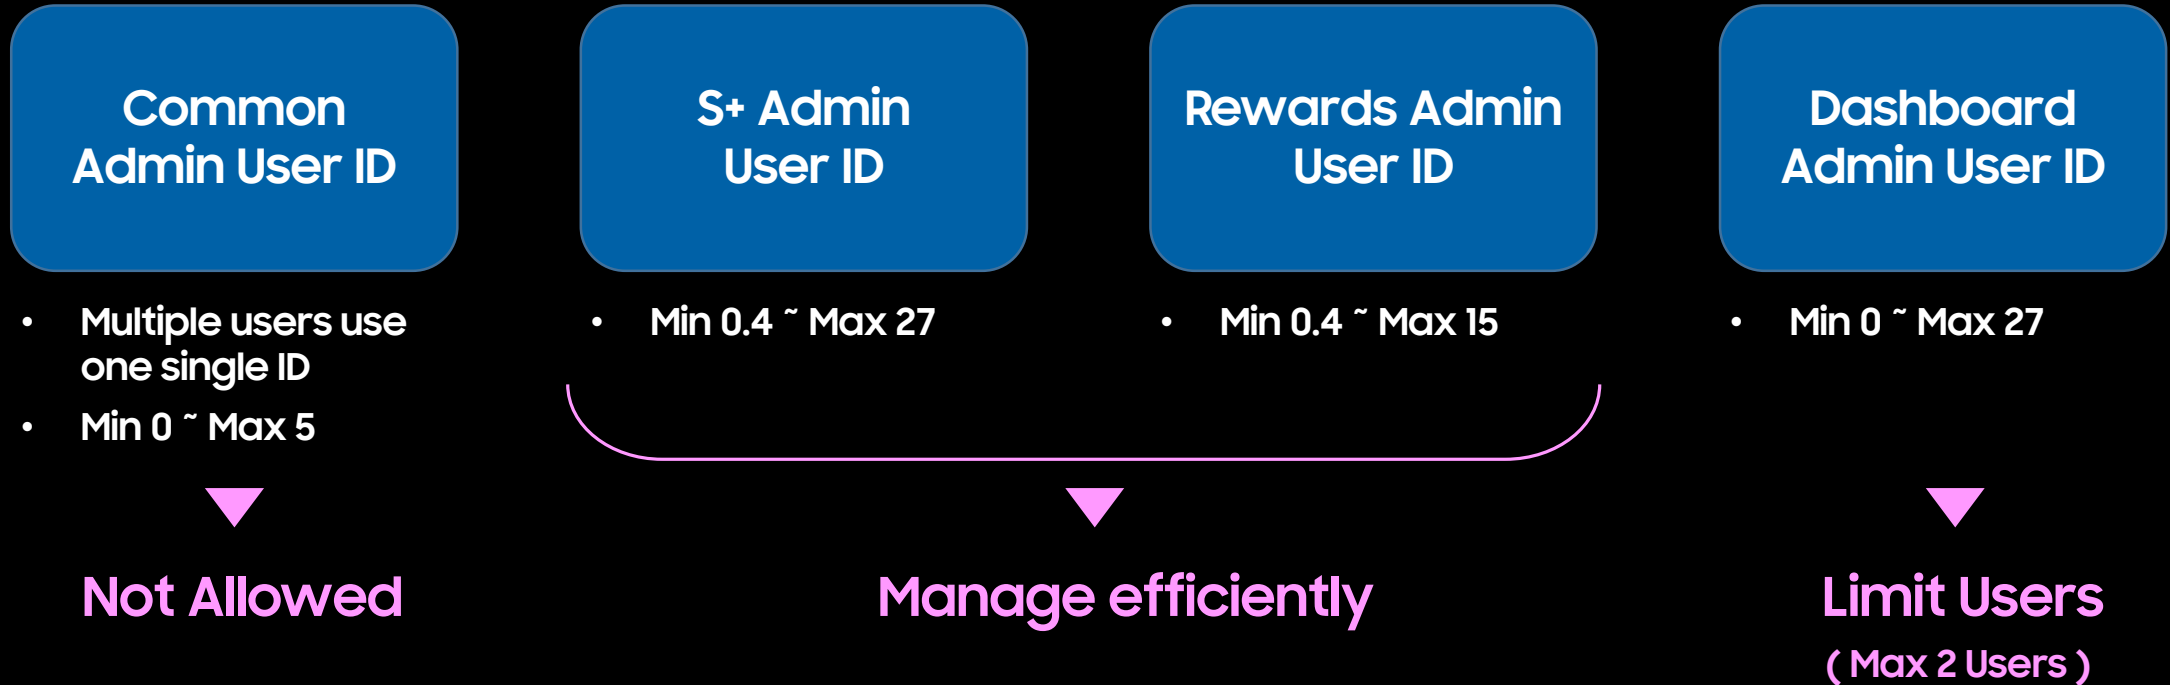 Common
Admin User ID
• Multiple users use
one single ID
• Min 0 ~ Max 5
Not Allowed
S+ Admin
User ID
• Min 0.4 ~ Max 27
Rewards Admin
User ID
• Min 0.4 ~ Max 15
Manage efficiently
Dashboard
Admin User ID
• Min 0 ~ Max 27
Limit Users
( Max 2 Users )